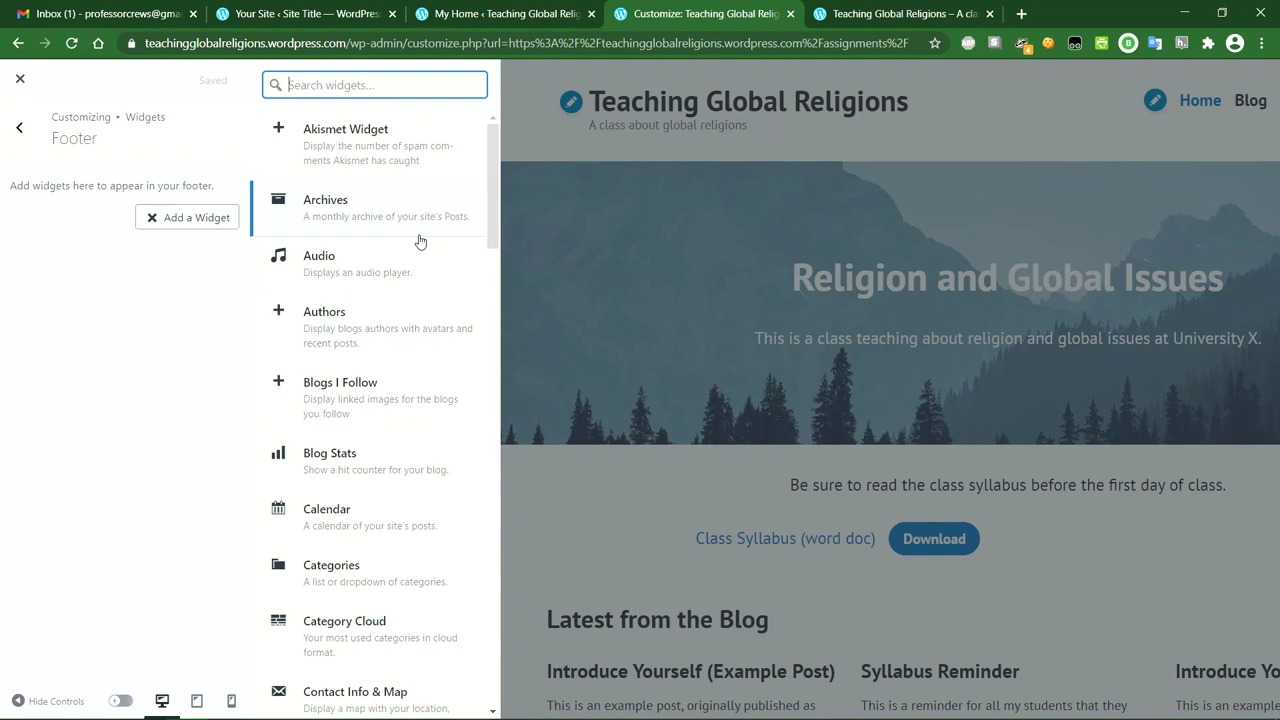 Inbox (10) - professorcrews@gma
Your Site ‹ Site Title — WordPres
My Home ‹ Teaching Global Relig
Customize: Teaching Global Relig
Teaching Global Religions – A cla
teachingglobalreligions.wordpress.com/wp-admin/customize.php?url=https%3A%2F%2Fteachingglobalreligions.wordpress.com%2Fassignments%2F
Saved
Customizing ‣ Widgets
Footer
Add widgets here to appear in your footer.
Add a Widget
Hide Controls
Search widgets...
Akismet Widget
Display the number of spam com-
ments Akismet has caught
Archives
A monthly archive of your site's Posts.
Audio
Displays an audio player.
Authors
Display blogs authors with avatars and
recent posts.
Blogs I Follow
Display linked images for the blogs
you follow
Blog Stats
Show a hit counter for your blog.
Calendar
A calendar of your site's posts.
Categories
A list or dropdown of categories.
Category Cloud
Your most used categories in cloud
format.
Contact Info & Map
Display a map with your location,
Teaching Global Religions
A class about global religions
Home Blog
Religion and Global Issues
This is a class teaching about religion and global issues at University X.
Be sure to read the class syllabus before the first day of class.
Class Syllabus (word doc) Download
Latest from the Blog
Introduce Yourself (Example Post)
This is an example post, originally published as
Syllabus Reminder
This is a reminder for all my students that they
Introduce Yo
This is an exam